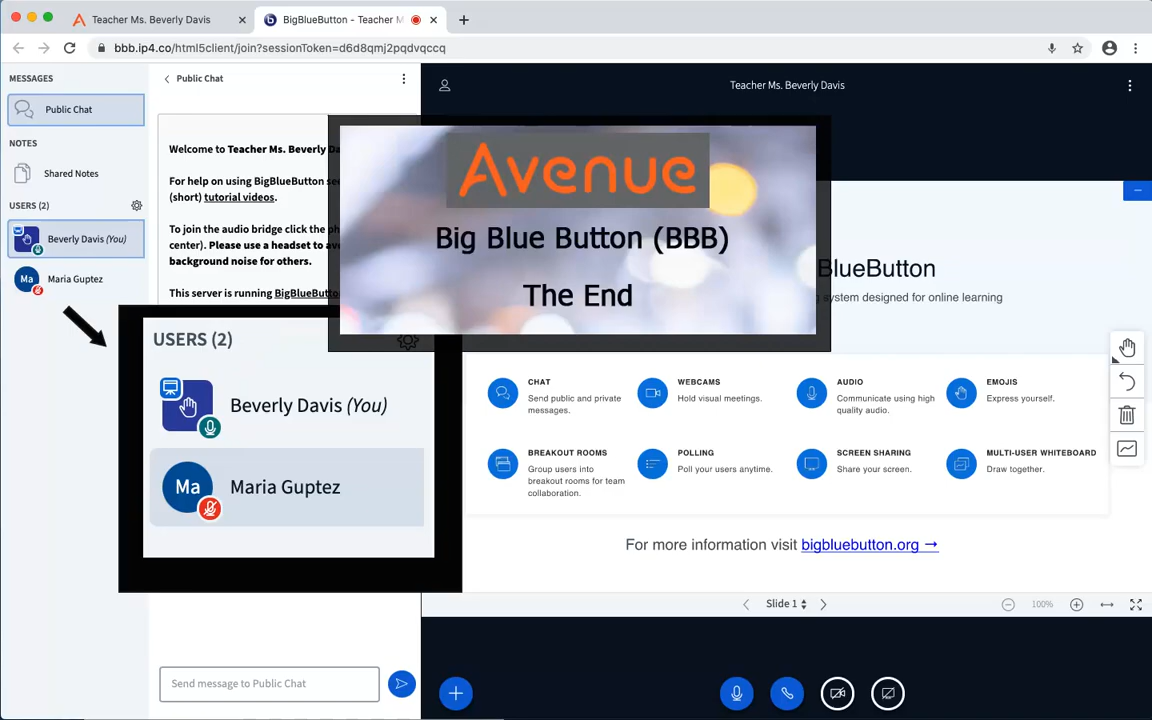 Teacher Ms. Beverly Davis
BigBlueButton - Teacher M
bbb.ip4.co/html5client/join?sessionToken=d6d8qmj2pqdvqccq
MESSAGES
Public Chat
NOTES
Shared Notes
USERS (2)
Beverly Davis (You)
Ma
Maria Guptez
Public Chat
Welcome to Teacher Ms. Beverly
For help on using BigBlueButton
(short) tutorial videos.
To join the audio bridge click the
center). Please use a headset to
background noise for others.
This server is running
Teacher Ms. Beverly Davis
Avenue
Big Blue Button (BBB)
The End
BlueButton
system designed for online learning
USERS (2)
Beverly Davis (You)
Ma
Maria Guptez
CHAT
Send public and private
messages.
WEBCAMS
Hold visual meetings.
AUDIO
Communicate using high
quality audio.
EMOJIS
Express yourself.
BREAKOUT ROOMS
Group users into
breakout rooms for team
collaboration.
POLLING
Poll your users anytime.
SCREEN SHARING
Share your screen.
MULTI-USER WHITEBOARD
Draw together.
For more information visit bigbluebutton.org →
Slide 1
100%
Send message to Public Chat